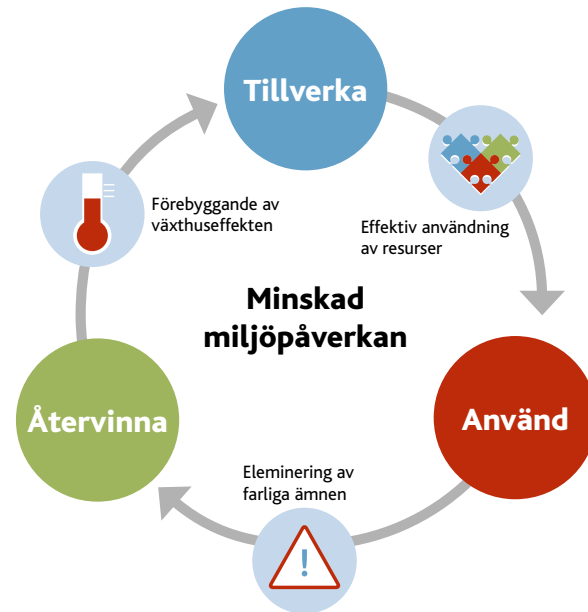 Tillverka
Förebyggande av
växthuseffekten
Effektiv användning
av resurser
Minskad
miljöpåverkan
Återvinna
Använd
Eleminering av
farliga ämnen
!